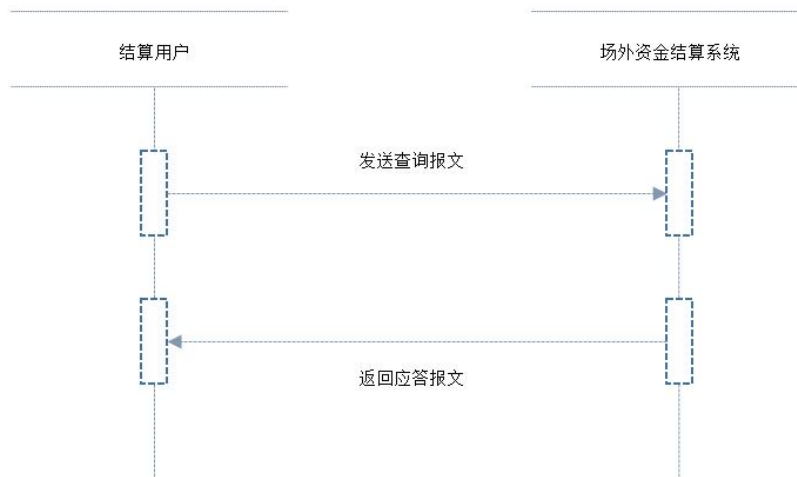 结算用户
场外资金结算系统
发送查询报文
返回应答报文